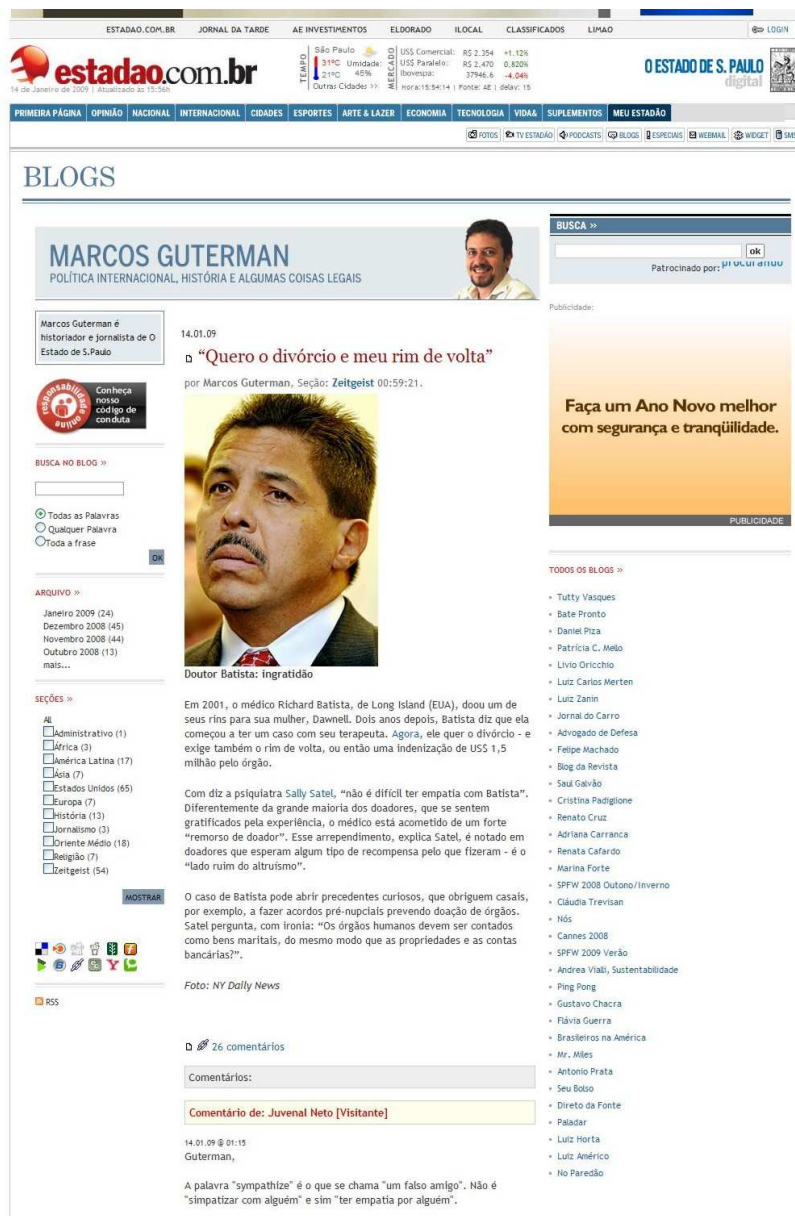 ESTADAO.COM.BR JORNAL DA TARDE AE INVESTIMENTOS ELDORADO ILOCAL CLASSIFICADOS LIMAO LOGIN
estadao.com.br
14 de Janeiro de 2009 | Atualizado às 15:56h
TEMPO
São Paulo
31ºC Umidade:
21ºC 45%
Outras Cidades >>
MERCADO
US$ Comercial: R$ 2,354 +1,12%
US$ Paralelo: R$ 2,470 0,820%
Ibovespa: 37946,6 -4,04%
Hora:15:54:14 | Fonte: AE | delay: 15
O ESTADO DE S. PAULO
digital
PRIMEIRA PÁGINA OPINIÃO NACIONAL INTERNACIONAL CIDADES ESPORTES ARTE & LAZER ECONOMIA TECNOLOGIA VIDA& SUPLEMENTOS MEU ESTADÃO
FOTOS TV ESTADÃO PODCASTS BLOGS ESPECIAIS WEBMAIL WIDGET SMS
BLOGS
MARCOS GUTERMAN
POLÍTICA INTERNACIONAL, HISTÓRIA E ALGUMAS COISAS LEGAIS
Marcos Guterman é
historiador e jornalista de O
Estado de S.Paulo
responsabilidade online
Conheça
nosso
código de
conduta
BUSCA NO BLOG »
Todas as Palavras
Qualquer Palavra
Toda a frase
OK
ARQUIVO »
Janeiro 2009 (24)
Dezembro 2008 (45)
Novembro 2008 (44)
Outubro 2008 (13)
mais...
SEÇÕES »
All
Administrativo (1)
África (3)
América Latina (17)
Ásia (7)
Estados Unidos (65)
Europa (7)
História (13)
Jornalismo (3)
Oriente Médio (18)
Religião (7)
Zeitgeist (54)
MOSTRAR
RSS
14.01.09
“Quero o divórcio e meu rim de volta”
por Marcos Guterman, Seção: Zeitgeist 00:59:21.
Doutor Batista: ingratidão
Em 2001, o médico Richard Batista, de Long Island (EUA), doou um de
seus rins para sua mulher, Dawnell. Dois anos depois, Batista diz que ela
começou a ter um caso com seu terapeuta. Agora, ele quer o divórcio - e
exige também o rim de volta, ou então uma indenização de US$ 1,5
milhão pelo órgão.
Com diz a psiquiatra Sally Satel, “não é difícil ter empatia com Batista”.
Diferentemente da grande maioria dos doadores, que se sentem
gratificados pela experiência, o médico está acometido de um forte
“remorso de doador”. Esse arrependimento, explica Satel, é notado em
doadores que esperam algum tipo de recompensa pelo que fizeram - é o
“lado ruim do altruísmo”.
O caso de Batista pode abrir precedentes curiosos, que obriguem casais,
por exemplo, a fazer acordos pré-nupciais prevendo doação de órgãos.
Satel pergunta, com ironia: “Os órgãos humanos devem ser contados
como bens maritais, do mesmo modo que as propriedades e as contas
bancárias?”.
Foto: NY Daily News
26 comentários
Comentários:
Comentário de: Juvenal Neto [Visitante]
14.01.09 @ 01:15
Guterman,
A palavra "sympathize" é o que se chama "um falso amigo". Não é
"simpatizar com alguém" e sim "ter empatia por alguém".
BUSCA »
ok
Patrocinado por: procurando
Publicidade:
Faça um Ano Novo melhor
com segurança e tranqüilidade.
PUBLICIDADE
TODOS OS BLOGS »
Tutty Vasques
Bate Pronto
Daniel Piza
Patrícia C. Mello
Livio Oricchio
Luiz Carlos Merten
Luiz Zanin
Jornal do Carro
Advogado de Defesa
Felipe Machado
Blog da Revista
Saul Galvão
Cristina Padiglione
Renato Cruz
Adriana Carranca
Renata Cafardo
Marina Forte
SPFW 2008 Outono/Inverno
Cláudia Trevisan
Nós
Cannes 2008
SPFW 2009 Verão
Andrea Vialli, Sustentabilidade
Ping Pong
Gustavo Chacra
Flávia Guerra
Brasileiros na América
Mr. Miles
Antonio Prata
Seu Bolso
Direto da Fonte
Paladar
Luiz Horta
Luiz Américo
No Paredão